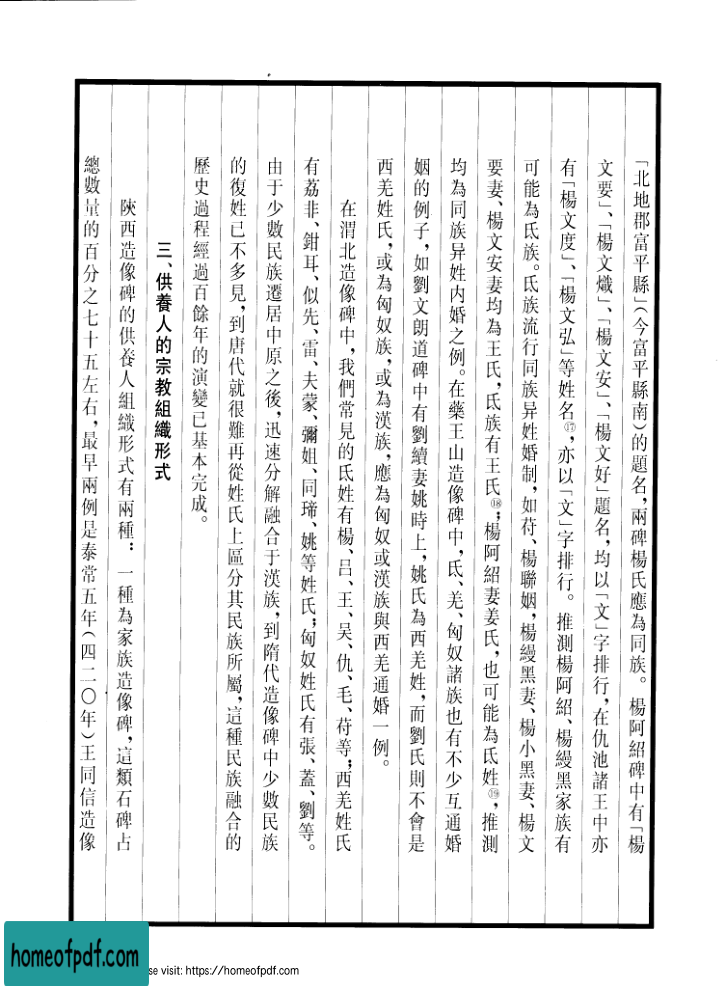 「北地郡富平縣」(今富平縣南)的題名，兩碑楊氏應為同族。楊阿紹碑中有「楊
文要」、「楊文熾」、「楊文安」、「楊文好」題名，均以「文」字排行，在仇池諸王中亦
有「楊文度」、「楊文弘」等姓名⑰，亦以「文」字排行。推測楊阿紹、楊縵黑家族有
可能為氐族。氐族流行同族异姓婚制，如苻、楊聯姻，楊縵黑妻、楊小黑妻、楊文
要妻、楊文安妻均為王氏，氐族有王氏⑱；楊阿紹妻姜氏，也可能為氐姓⑲，推測
均為同族异姓内婚之例。在藥王山造像碑中，氐、羌、匈奴諸族也有不少互通婚
姻的例子，如劉文朗道碑中有劉續妻姚時上，姚氏為西羌姓，而劉氏則不會是
西羌姓氏，或為匈奴族，或為漢族，應為匈奴或漢族與西羌通婚一例。
在渭北造像碑中，我們常見的氐姓有楊、吕、王、吴、仇、毛、苻等；西羌姓氏
有荔非、鉗耳、似先、雷、夫蒙、彌姐、同琋、姚等姓氏；匈奴姓氏有張、蓋、劉等。
由于少數民族遷居中原之後，迅速分解融合于漢族，到隋代造像碑中少數民族
的復姓已不多見，到唐代就很難再從姓氏上區分其民族所屬，這種民族融合的
歷史過程經過百餘年的演變已基本完成。
三、供養人的宗教組織形式
陝西造像碑的供養人組織形式有兩種：一種為家族造像碑，這類石碑占
總數量的百分之七十五左右，最早兩例是泰常五年(四二〇年)王同信造像
homeofpdf.com
se visit: https://homeofpdf.com